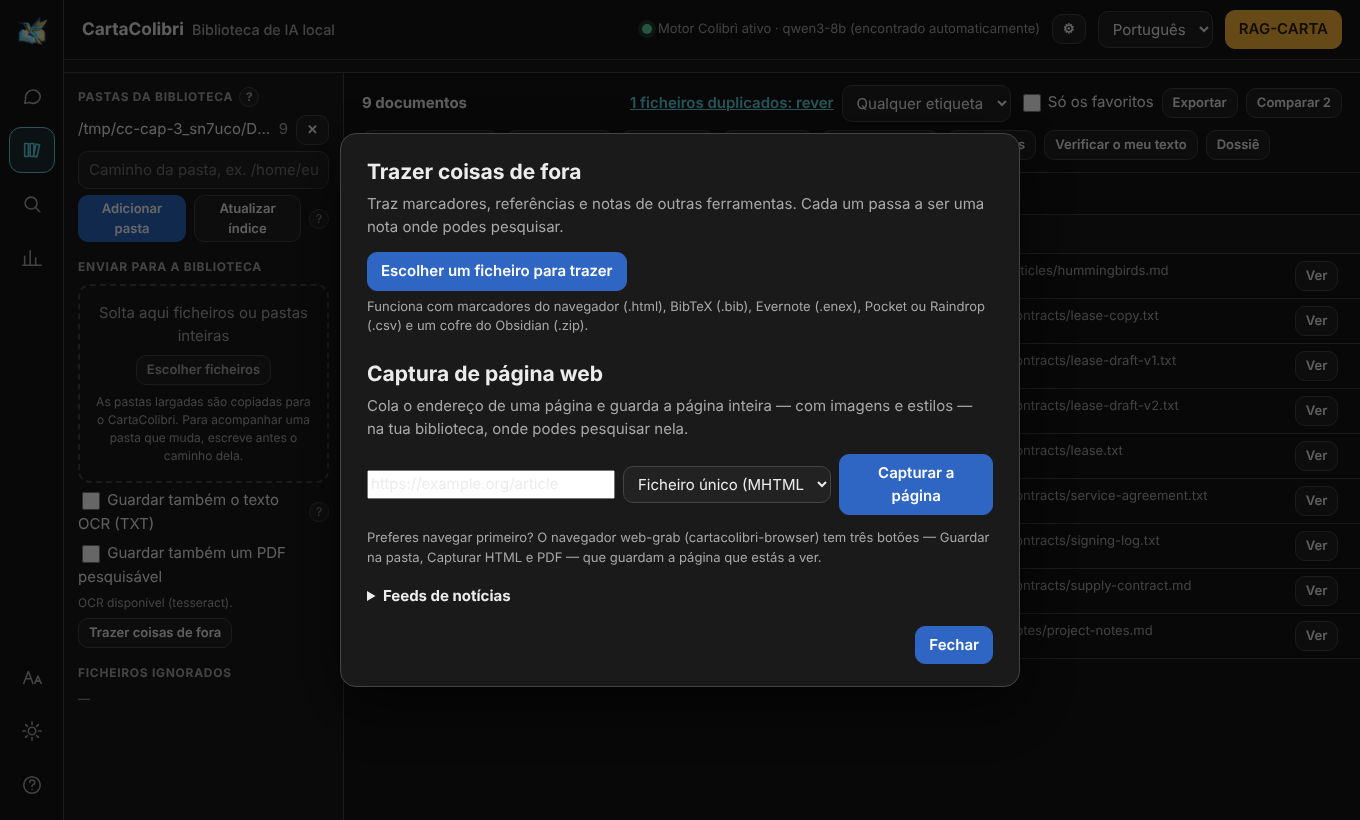 CartaColibri Biblioteca de IA local
Motor Colibrì ativo · qwen3-8b (encontrado automaticamente)
Português
RAG-CARTA
PASTAS DA BIBLIOTECA ?
/tmp/cc-cap-3_sn7uco/D... 9 ✕
Caminho da pasta, ex. /home/eu
Adicionar pasta
Atualizar índice
?
ENVIAR PARA A BIBLIOTECA
Solta aqui ficheiros ou pastas
inteiras
Escolher ficheiros
As pastas largadas são copiadas para
o CartaColibri. Para acompanhar uma
pasta que muda, escreve antes o
caminho dela.
Guardar também o texto
OCR (TXT)
?
Guardar também um PDF
pesquisável
OCR disponível (tesseract).
Trazer coisas de fora
FICHEIROS IGNORADOS
—
9 documentos
1 ficheiros duplicados: rever
Qualquer etiqueta
Só os favoritos
Exportar
Comparar 2
s
Verificar o meu texto
Dossiê
Trazer coisas de fora
Traz marcadores, referências e notas de outras ferramentas. Cada um passa a ser uma
nota onde podes pesquisar.
Escolher um ficheiro para trazer
Funciona com marcadores do navegador (.html), BibTeX (.bib), Evernote (.enex), Pocket ou Raindrop
(.csv) e um cofre do Obsidian (.zip).
Captura de página web
Cola o endereço de uma página e guarda a página inteira — com imagens e estilos —
na tua biblioteca, onde podes pesquisar nela.
https://example.org/article
Ficheiro único (MHTML
Capturar a
página
Preferes navegar primeiro? O navegador web-grab (cartacolibri-browser) tem três botões — Guardar
na pasta, Capturar HTML e PDF — que guardam a página que estás a ver.
Feeds de notícias
Fechar
ticles/hummingbirds.md Ver
ontracts/lease-copy.txt Ver
ontracts/lease-draft-v1.txt Ver
ontracts/lease-draft-v2.txt Ver
ontracts/lease.txt Ver
ontracts/service-agreement.txt Ver
ontracts/signing-log.txt Ver
ontracts/supply-contract.md Ver
otes/project-notes.md Ver